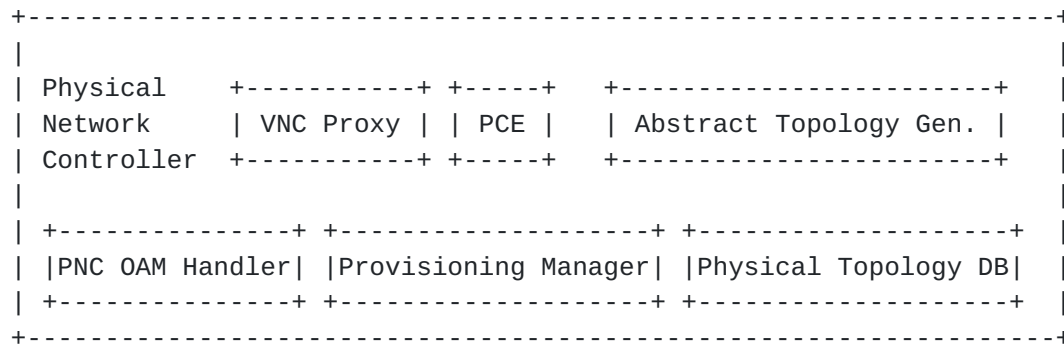 Physical
Network | VNC Proxy | | PCE | | Abstract Topology Gen. |
Controller
|PNC OAM Handler| |Provisioning Manager| |Physical Topology DB|